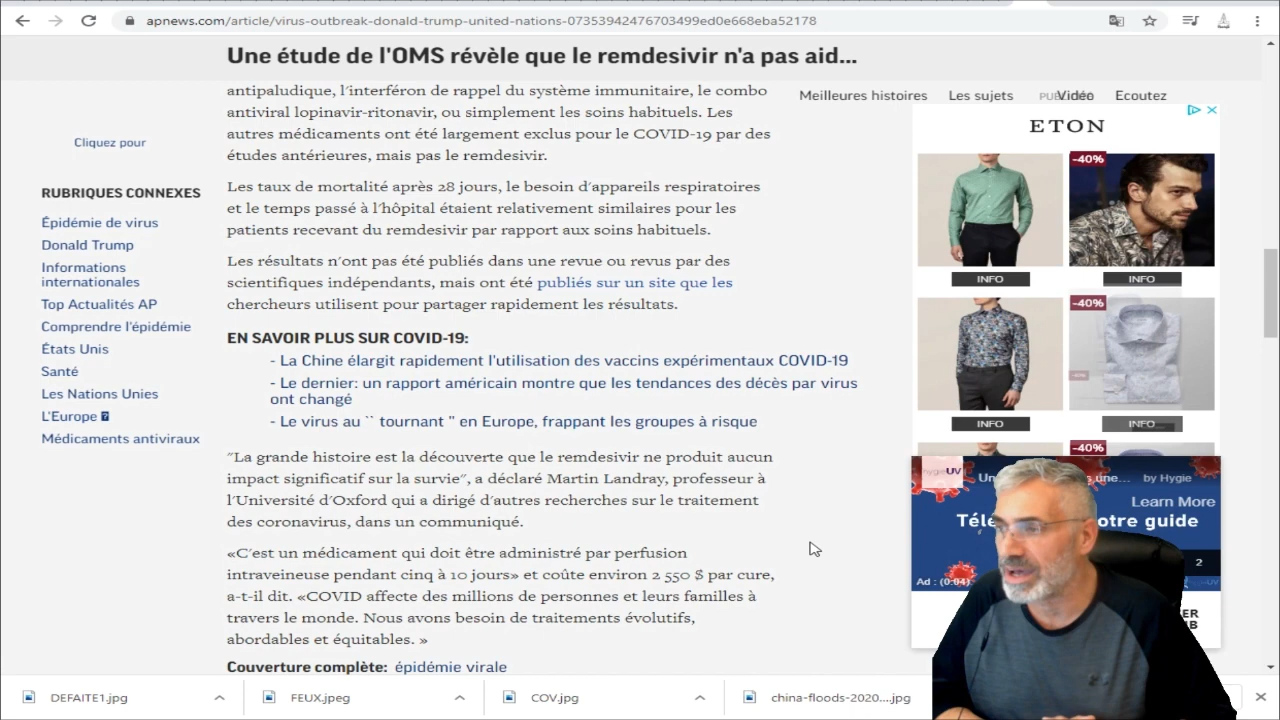 apnews.com/article/virus-outbreak-donald-trump-united-nations-07353942476703499ed0e668eba52178
Une étude de l'OMS révèle que le remdesivir n'a pas aid...
Meilleures histoires Les sujets Vidéo Ecoutez
Cliquez pour
RUBRIQUES CONNEXES
Épidémie de virus
Donald Trump
Informations
internationales
Top Actualités AP
Comprendre l'épidémie
États Unis
Santé
Les Nations Unies
L'Europe
Médicaments antiviraux
antipaludique, l'interféron de rappel du système immunitaire, le combo
antiviral lopinavir-ritonavir, ou simplement les soins habituels. Les
autres médicaments ont été largement exclus pour le COVID-19 par des
études antérieures, mais pas le remdesivir.
Les taux de mortalité après 28 jours, le besoin d'appareils respiratoires
et le temps passé à l'hôpital étaient relativement similaires pour les
patients recevant du remdesivir par rapport aux soins habituels.
Les résultats n'ont pas été publiés dans une revue ou revus par des
scientifiques indépendants, mais ont été publiés sur un site que les
chercheurs utilisent pour partager rapidement les résultats.
EN SAVOIR PLUS SUR COVID-19:
- La Chine élargit rapidement l'utilisation des vaccins expérimentaux COVID-19
- Le dernier: un rapport américain montre que les tendances des décès par virus
ont changé
- Le virus au `` tournant '' en Europe, frappant les groupes à risque
"La grande histoire est la découverte que le remdesivir ne produit aucun
impact significatif sur la survie", a déclaré Martin Landray, professeur à
l'Université d'Oxford qui a dirigé d'autres recherches sur le traitement
des coronavirus, dans un communiqué.
«C'est un médicament qui doit être administré par perfusion
intraveineuse pendant cinq à 10 jours» et coûte environ 2 550 $ par cure,
a-t-il dit. «COVID affecte des millions de personnes et leurs familles à
travers le monde. Nous avons besoin de traitements évolutifs,
abordables et équitables. »
Couverture complète: épidémie virale
ETON
-40%
INFO INFO
-40%
-40%
INFO INFO
-40%
hygieUV
by Hygie
Learn More
otre guide
2
Ad : (0:04)
DEFAITE1.jpg FEUX.jpeg COV.jpg china-floods-2020....jpg